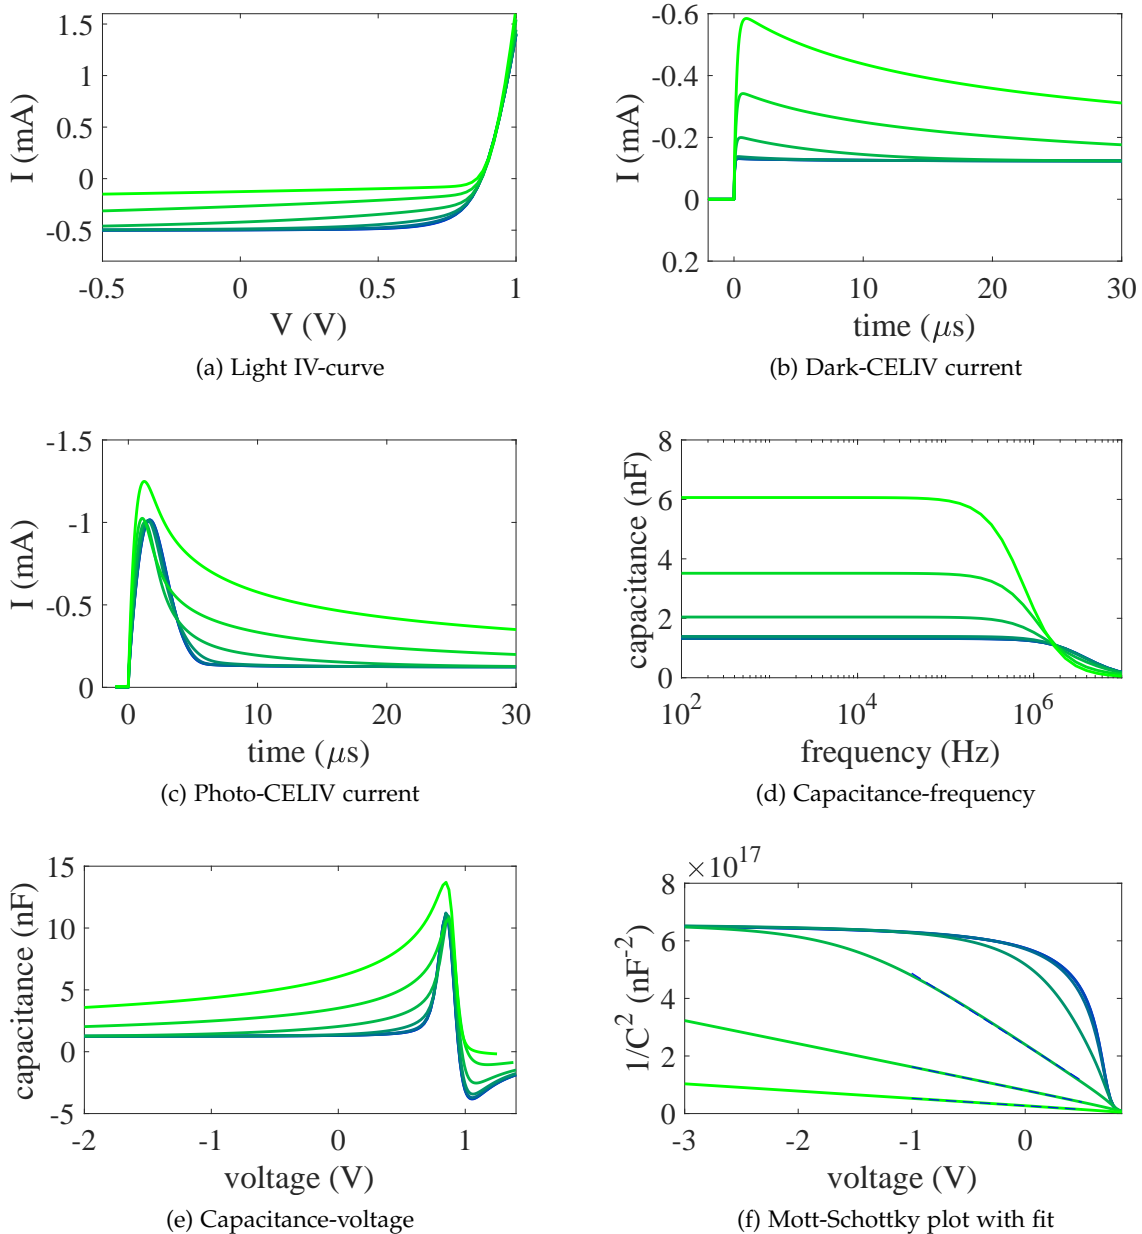 1.5
1
0.5
0
-0.5
I (mA)
-0.5
0
0.5
1
V (V)
(a) Light IV-curve
-0.6
-0.4
-0.2
0
0.2
I (mA)
0
10
20
30
time (μs)
(b) Dark-CELIV current
-1.5
-1
-0.5
0
I (mA)
0
10
20
30
time (μs)
(c) Photo-CELIV current
8
6
4
2
0
capacitance (nF)
10^2
10^4
10^6
frequency (Hz)
(d) Capacitance-frequency
15
10
5
0
-5
capacitance (nF)
-2
-1
0
1
voltage (V)
(e) Capacitance-voltage
×10^17
8
6
4
2
0
1/C^2 (nF^-2)
-3
-2
-1
0
voltage (V)
(f) Mott-Schottky plot with fit